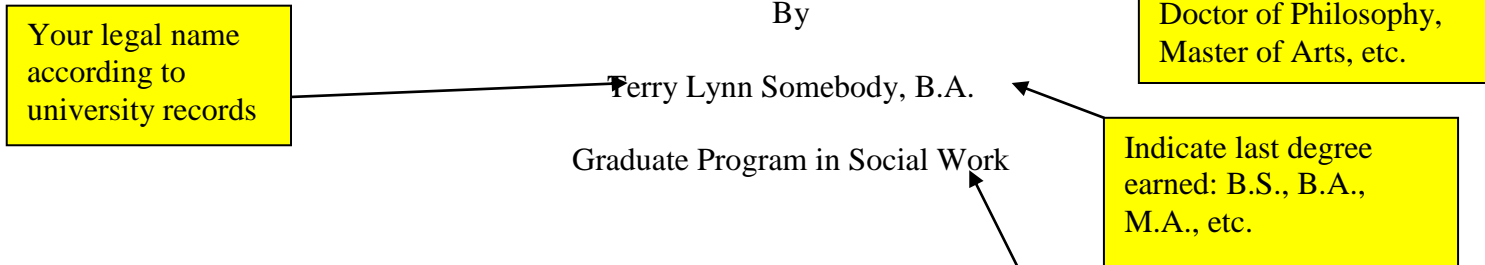 By
Doctor of Philosophy,
Master of Arts, etc.
Your legal name
according to
university records
Terry Lynn Somebody, B.A.
Graduate Program in Social Work
Indicate last degree
earned: B.S., B.A.,
M.A., etc.